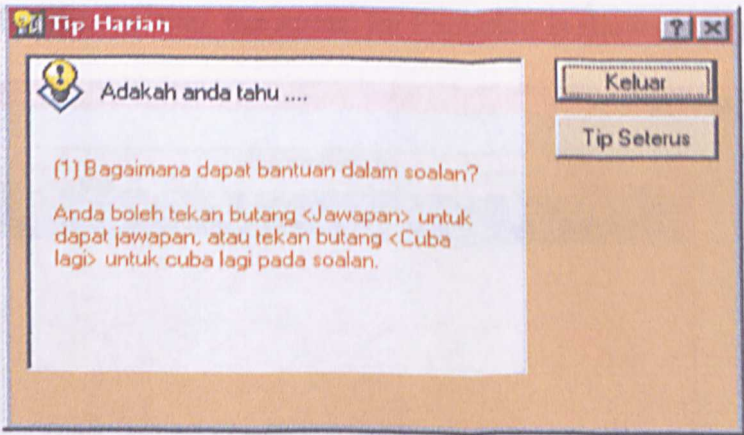 Tip Harian
Adakah anda tahu ....
Keluar
Tip Seterus
(1) Bagaimana dapat bantuan dalam soalan?
Anda boleh tekan butang <Jawapan> untuk
dapat jawapan, atau tekan butang <Cuba
lagi> untuk cuba lagi pada soalan.